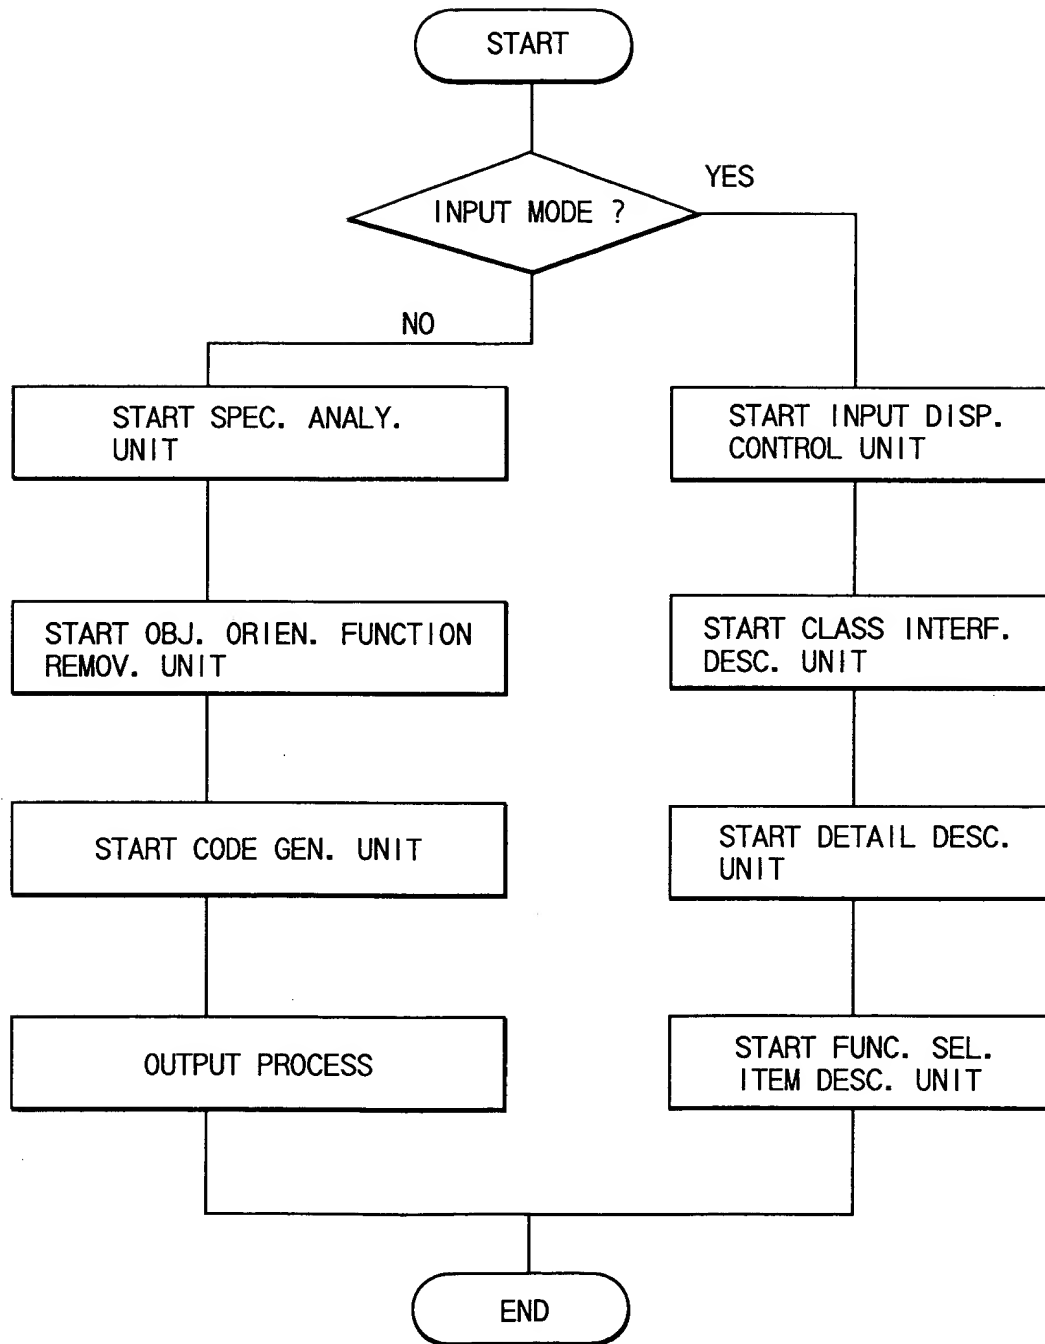 START
INPUT MODE ?
YES
NO
START SPEC. ANALY.
UNIT
START OBJ. ORIEN. FUNCTION
REMOV. UNIT
START CODE GEN. UNIT
OUTPUT PROCESS
START INPUT DISP.
CONTROL UNIT
START CLASS INTERF.
DESC. UNIT
START DETAIL DESC.
UNIT
START FUNC. SEL.
ITEM DESC. UNIT
END